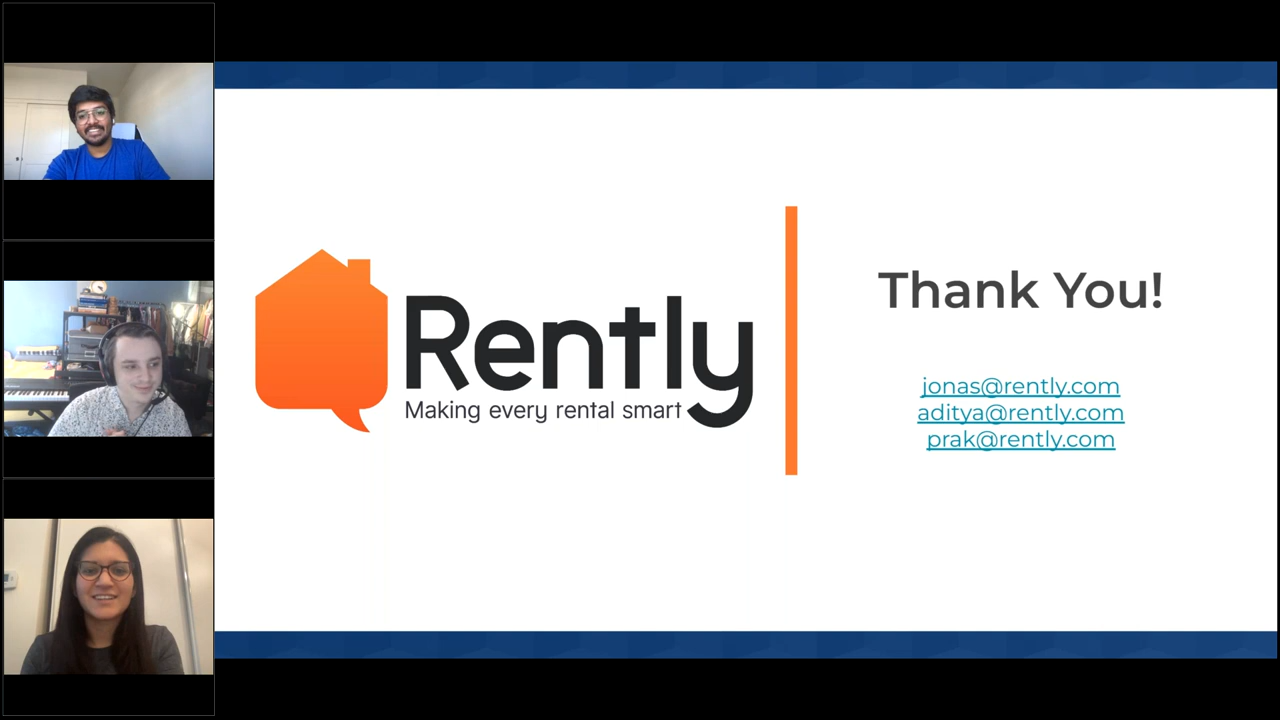 Rently
Making every rental smart
Thank You!
jonas@rently.com
aditya@rently.com
prak@rently.com